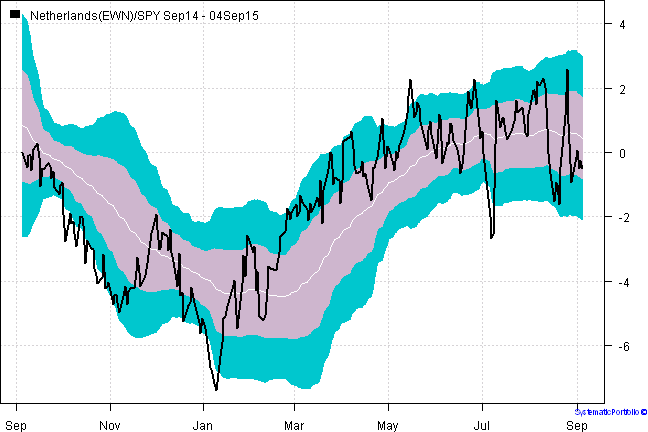 Netherlands(EWN)/SPY Sep14 - 04Sep15
4
2
0
-2
-4
-6
SystematicPortfolio ©
Sep Nov Jan Mar May Jul Sep